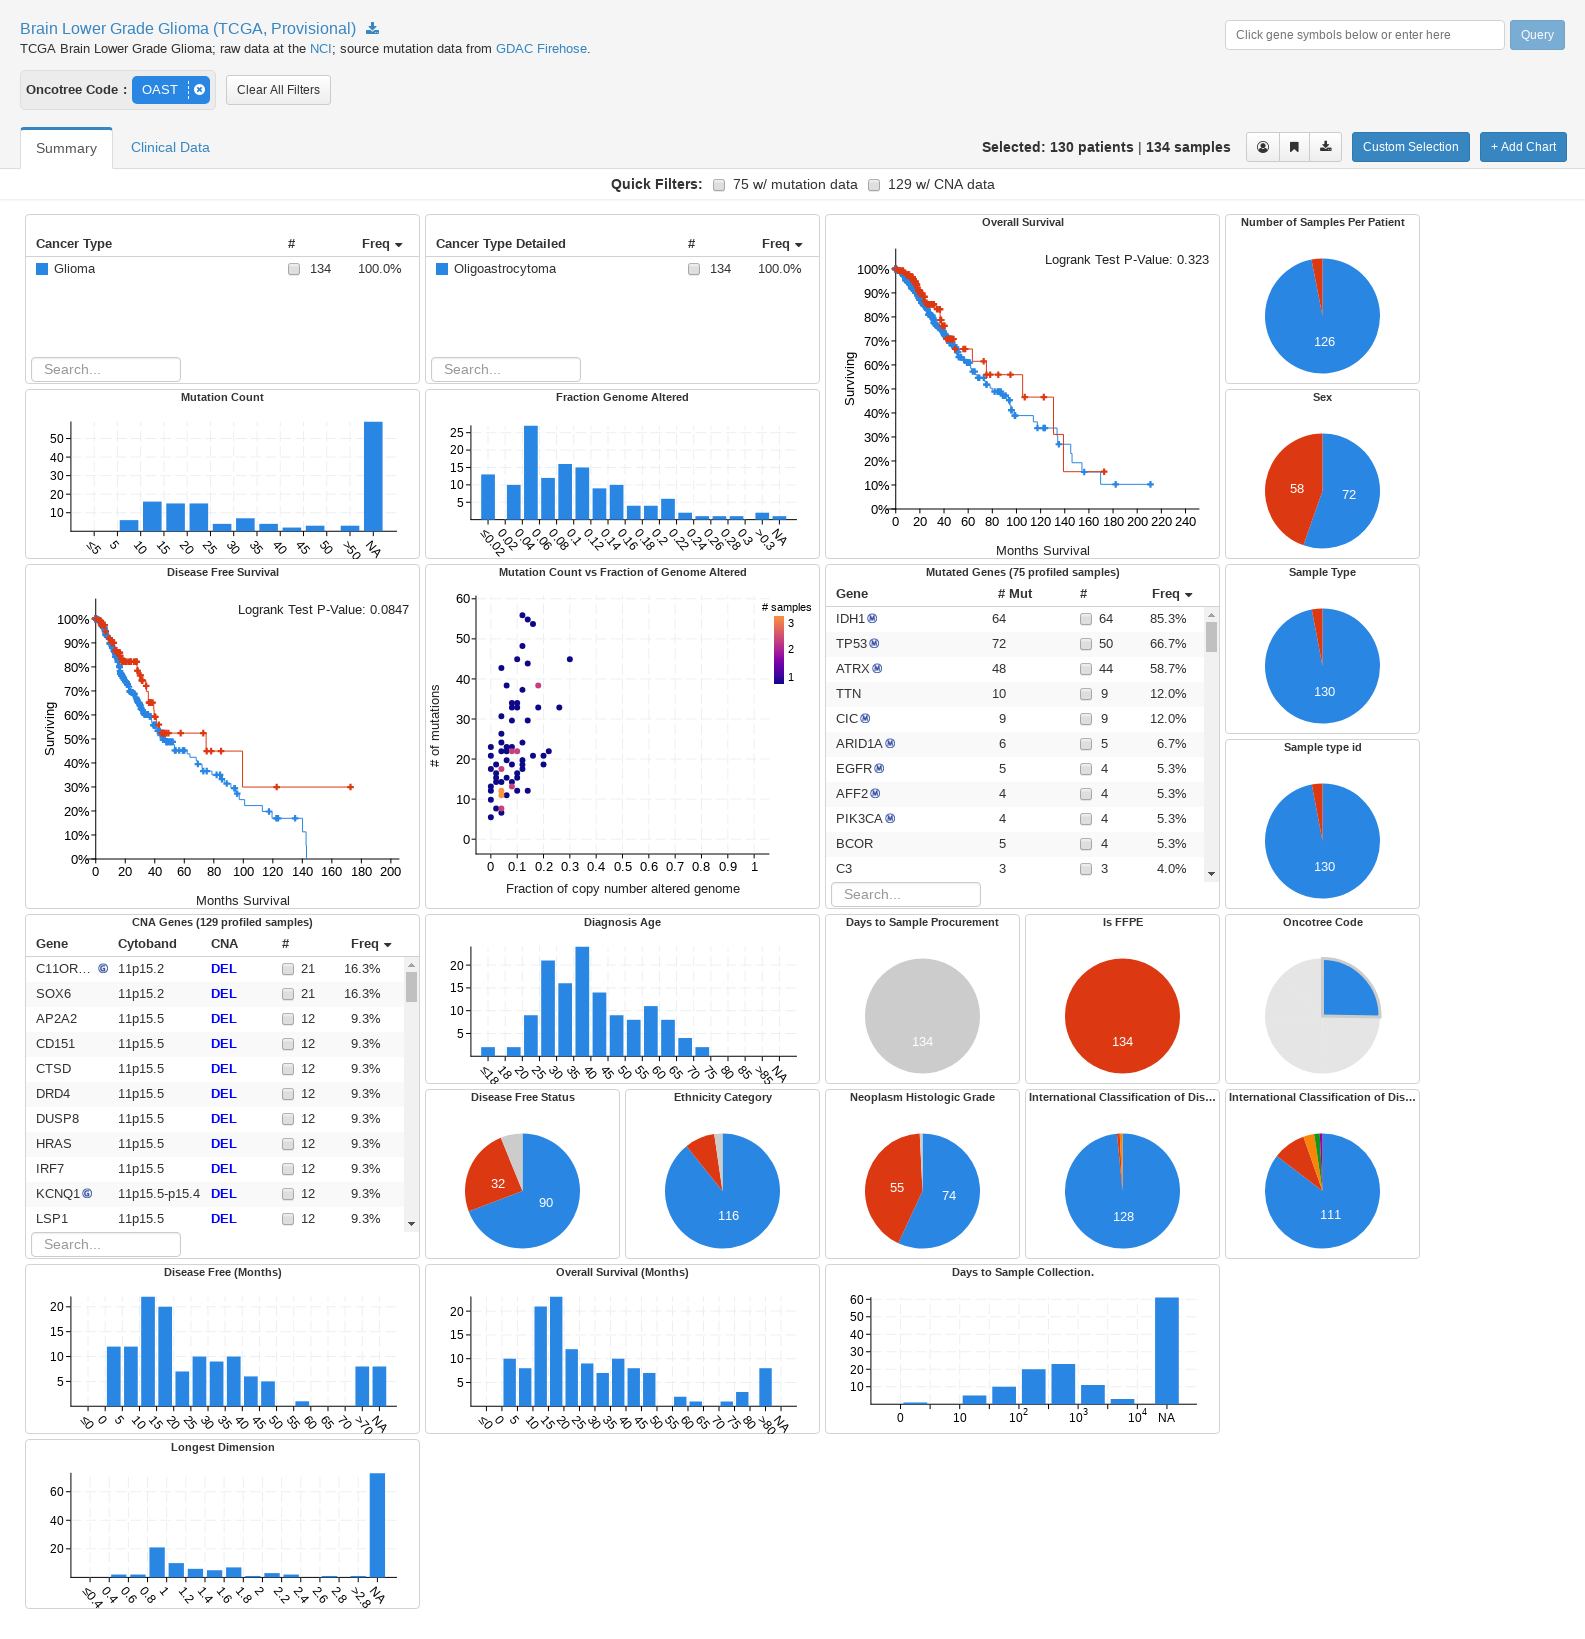 Brain Lower Grade Glioma (TCGA, Provisional)
TCGA Brain Lower Grade Glioma; raw data at the NCI; source mutation data from GDAC Firehose.
Click gene symbols below or enter here Query
Oncotree Code : OAST Clear All Filters
Summary Clinical Data
Selected: 130 patients | 134 samples Custom Selection + Add Chart
Quick Filters: 75 w/ mutation data 129 w/ CNA data
Cancer Type # Freq
Glioma 134 100.0%
Search...
Cancer Type Detailed # Freq
Oligoastrocytoma 134 100.0%
Search...
Overall Survival
Logrank Test P-Value: 0.323
Surviving
100%
90%
80%
70%
60%
50%
40%
30%
20%
10%
0%
0 20 40 60 80 100 120 140 160 180 200 220 240
Months Survival
Number of Samples Per Patient
126
Mutation Count
50
40
30
20
10
≤5 5 10 15 20 25 30 35 40 45 50 >50 NA
Fraction Genome Altered
25
20
15
10
5
≤0.02 0.02 0.04 0.06 0.08 0.1 0.12 0.14 0.16 0.18 0.2 0.22 0.24 0.26 0.28 0.3 >0.3 NA
Sex
58 72
Disease Free Survival
Logrank Test P-Value: 0.0847
Surviving
100%
90%
80%
70%
60%
50%
40%
30%
20%
10%
0%
0 20 40 60 80 100 120 140 160 180 200
Months Survival
Mutation Count vs Fraction of Genome Altered
# samples
3
2
1
# of mutations
60
50
40
30
20
10
0
0 0.1 0.2 0.3 0.4 0.5 0.6 0.7 0.8 0.9 1
Fraction of copy number altered genome
Mutated Genes (75 profiled samples)
Gene # Mut # Freq
IDH1 M 64 64 85.3%
TP53 M 72 50 66.7%
ATRX M 48 44 58.7%
TTN 10 9 12.0%
CIC M 9 9 12.0%
ARID1A M 6 5 6.7%
EGFR M 5 4 5.3%
AFF2 M 4 4 5.3%
PIK3CA M 4 4 5.3%
BCOR 5 4 5.3%
C3 3 3 4.0%
Search...
Sample Type
130
Sample type id
130
CNA Genes (129 profiled samples)
Gene Cytoband CNA # Freq
C11OR... G 11p15.2 DEL 21 16.3%
SOX6 11p15.2 DEL 21 16.3%
AP2A2 11p15.5 DEL 12 9.3%
CD151 11p15.5 DEL 12 9.3%
CTSD 11p15.5 DEL 12 9.3%
DRD4 11p15.5 DEL 12 9.3%
DUSP8 11p15.5 DEL 12 9.3%
HRAS 11p15.5 DEL 12 9.3%
IRF7 11p15.5 DEL 12 9.3%
KCNQ1 G 11p15.5-p15.4 DEL 12 9.3%
LSP1 11p15.5 DEL 12 9.3%
Search...
Diagnosis Age
20
15
10
5
≤18 18 20 25 30 35 40 45 50 55 60 65 70 75 80 85 >85 NA
Days to Sample Procurement
134
Is FFPE
134
Oncotree Code
Disease Free Status
32 90
Ethnicity Category
116
Neoplasm Histologic Grade
55 74
International Classification of Dis...
128
International Classification of Dis...
111
Disease Free (Months)
20
15
10
5
≤0 0 5 10 15 20 25 30 35 40 45 50 55 60 65 70 >70 NA
Overall Survival (Months)
20
15
10
5
≤0 0 5 10 15 20 25 30 35 40 45 50 55 60 65 70 75 80 >80 NA
Days to Sample Collection.
60
50
40
30
20
10
0 10 10² 10³ 10⁴ NA
Longest Dimension
60
40
20
≤0.4 0.4 0.6 0.8 1 1.2 1.4 1.6 1.8 2 2.2 2.4 2.6 2.8 >2.8 NA